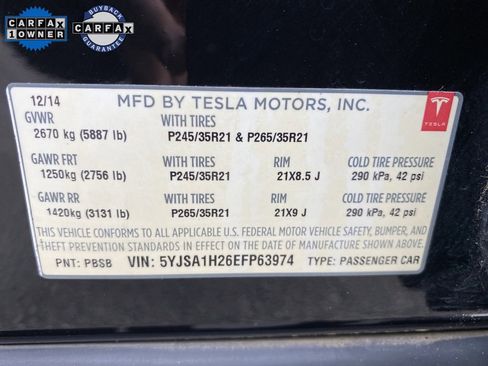 CARFAX
1 OWNER
BUYBACK
CARFAX
GUARANTEE
12/14 MFD BY TESLA MOTORS, INC.
TESLA
GVWR WITH TIRES
2670 kg (5887 lb) P245/35R21 & P265/35R21
GAWR FRT WITH TIRES RIM COLD TIRE PRESSURE
1250kg (2756 lb) P245/35R21 21X8.5 J 290 kPa, 42 psi
GAWR RR WITH TIRES RIM COLD TIRE PRESSURE
1420kg (3131 lb) P265/35R21 21X9 J 290 kPa, 42 psi
THIS VEHICLE CONFORMS TO ALL APPLICABLE U.S. FEDERAL MOTOR VEHICLE SAFETY, BUMPER, AND
THEFT PREVENTION STANDARDS IN EFFECT ON THE DATE OF MANUFACTURE SHOWN ABOVE.
PNT: PBSB VIN: 5YJSA1H26EFP63974 TYPE: PASSENGER CAR